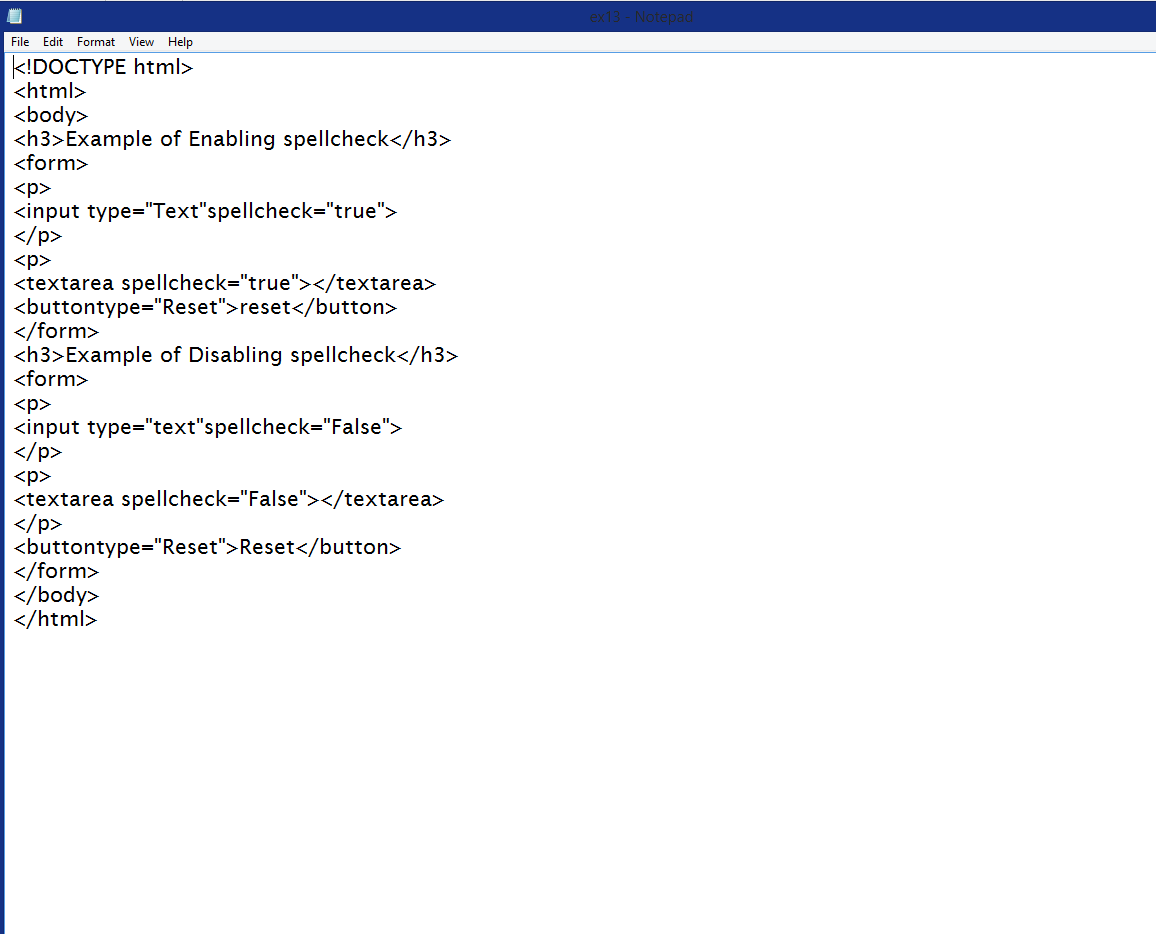 ex13 - Notepad
File Edit Format View Help
<!DOCTYPE html>
<html>
<body>
<h3>Example of Enabling spellcheck</h3>
<form>
<p>
<input type="Text"spellcheck="true">
</p>
<p>
<textarea spellcheck="true"></textarea>
<buttontype="Reset">reset</button>
</form>
<h3>Example of Disabling spellcheck</h3>
<form>
<p>
<input type="text"spellcheck="False">
</p>
<p>
<textarea spellcheck="False"></textarea>
</p>
<buttontype="Reset">Reset</button>
</form>
</body>
</html>